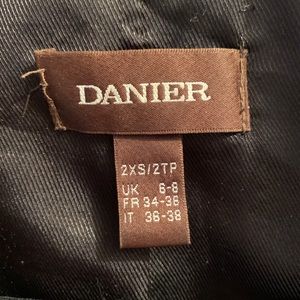 DANIER
2XS/2TP
UK 6-8
FR 34-36
IT 36-38